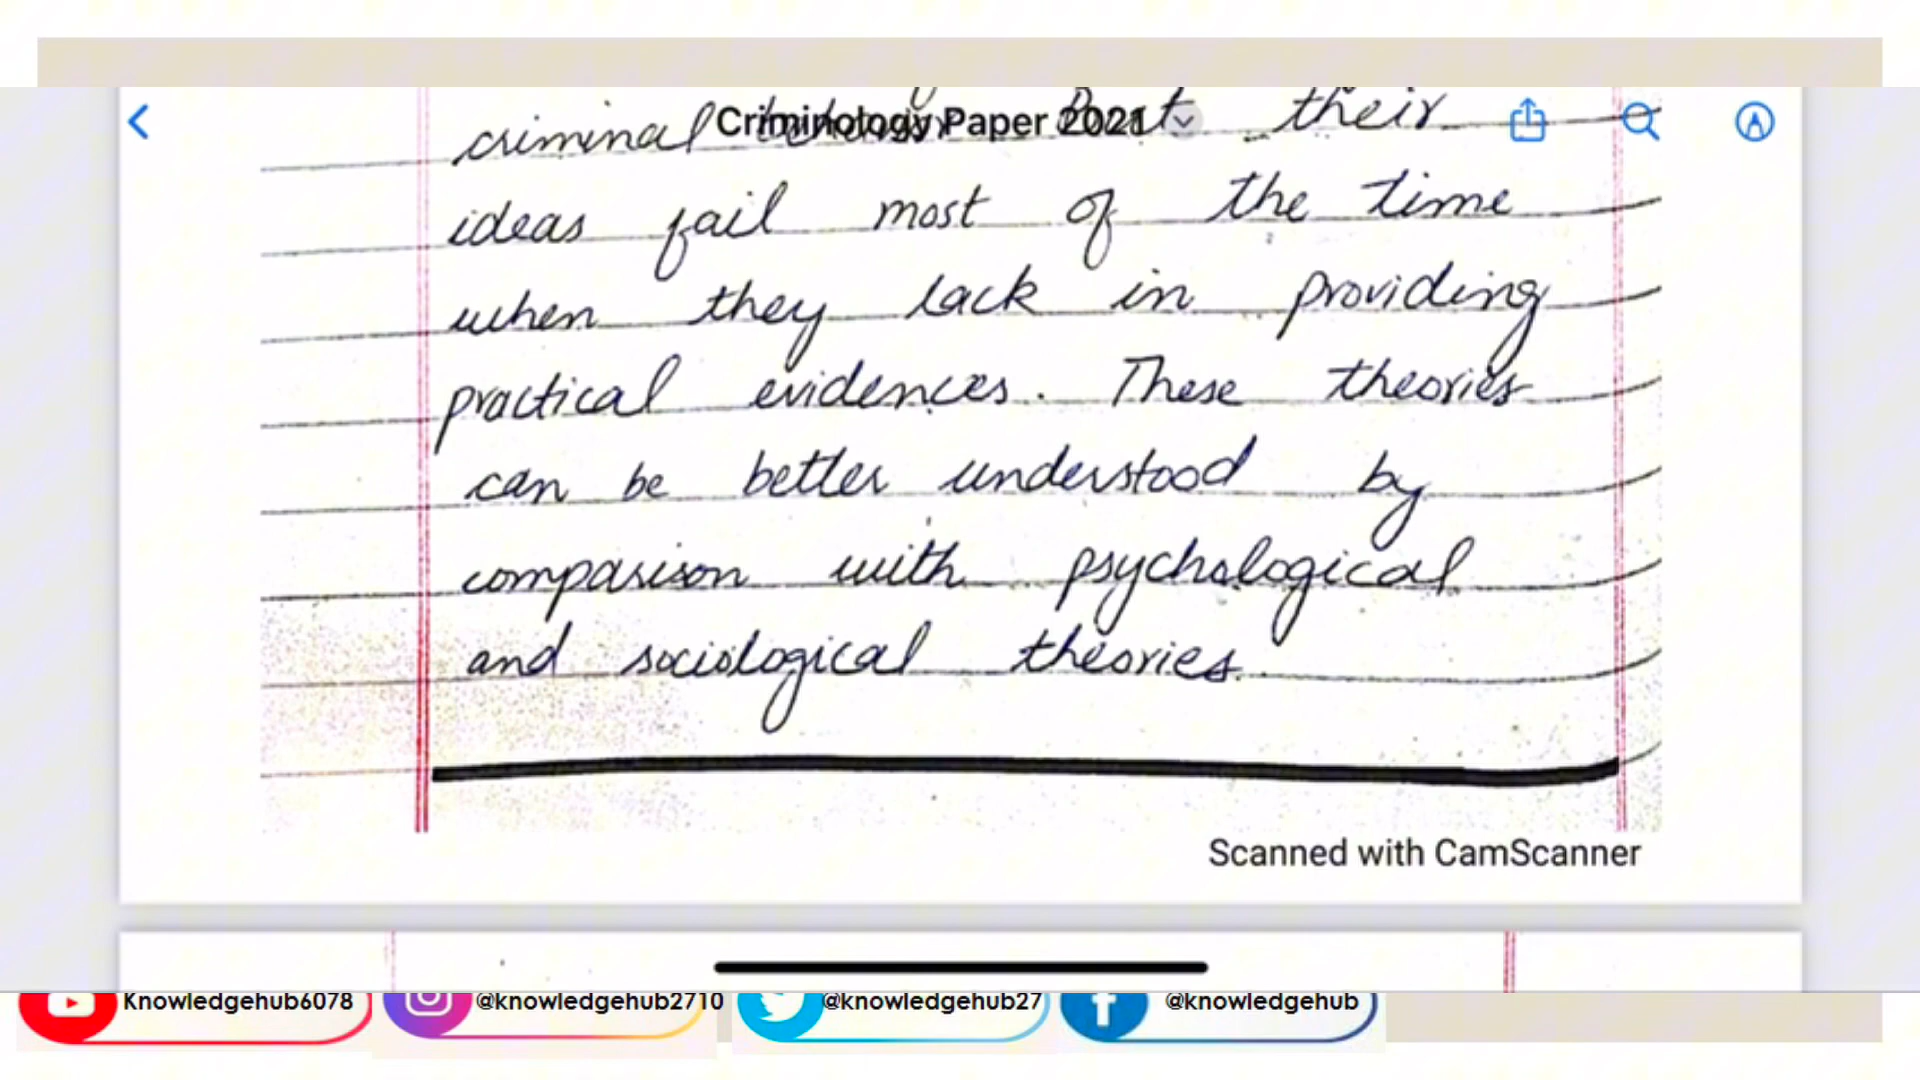 Criminology Paper 2021
criminal their
ideas fail most of the time
when they lack in providing
practical evidences. These theories
can be better understood by
comparison with psychological
and sociological theories.
Scanned with CamScanner
Knowledgehub6078 @knowledgehub2710 @knowledgehub27 @knowledgehub